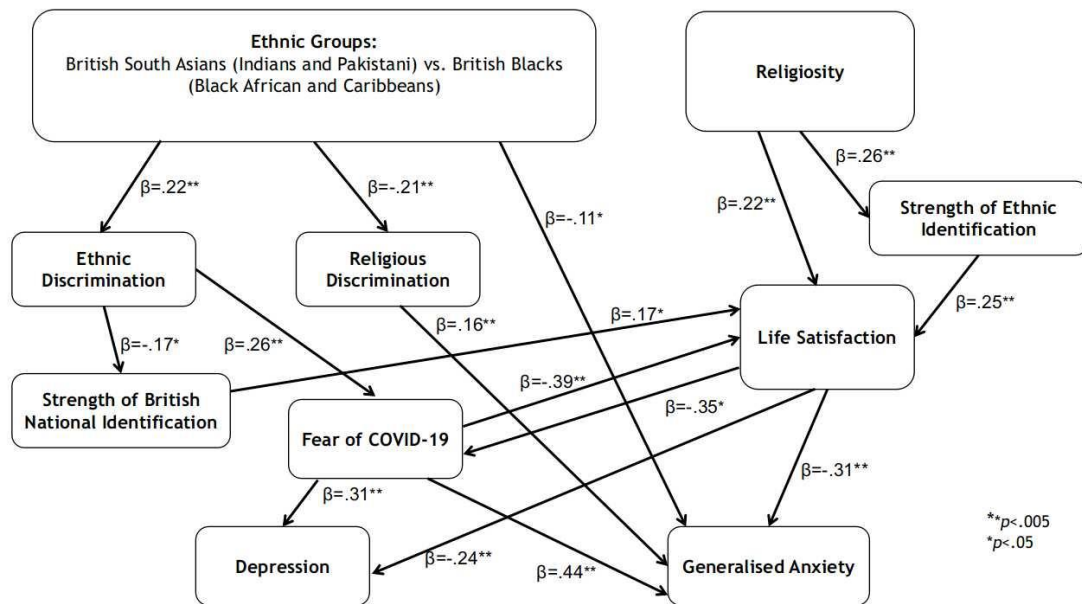 Ethnic Groups:
British South Asians (Indians and Pakistani) vs. British Blacks
(Black African and Caribbeans)
Religiosity
β=.22**
β=-.21**
β=-.11*
β=.22**
β=.26**
Strength of Ethnic
Identification
Ethnic
Discrimination
Religious
Discrimination
β=-.17*
β=.26**
β=.16**
β=.17*
Life Satisfaction
β=.25**
Strength of British
National Identification
Fear of COVID-19
β=-.39**
β=-.35*
β=.31**
β=-.31**
Depression
β=-.24**
β=.44**
Generalised Anxiety
**p<.005
*p<.05